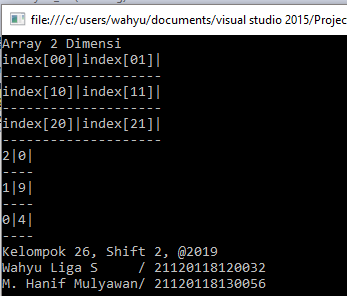 file:///c:/users/wahyu/documents/visual studio 2015/Projec
Array 2 Dimensi
index[00]|index[01]|
--------------------
index[10]|index[11]|
--------------------
index[20]|index[21]|
--------------------
2|0|
----
1|9|
----
0|4|
----
Kelompok 26, Shift 2, @2019
Wahyu Liga S     / 21120118120032
M. Hanif Mulyawan/ 21120118130056